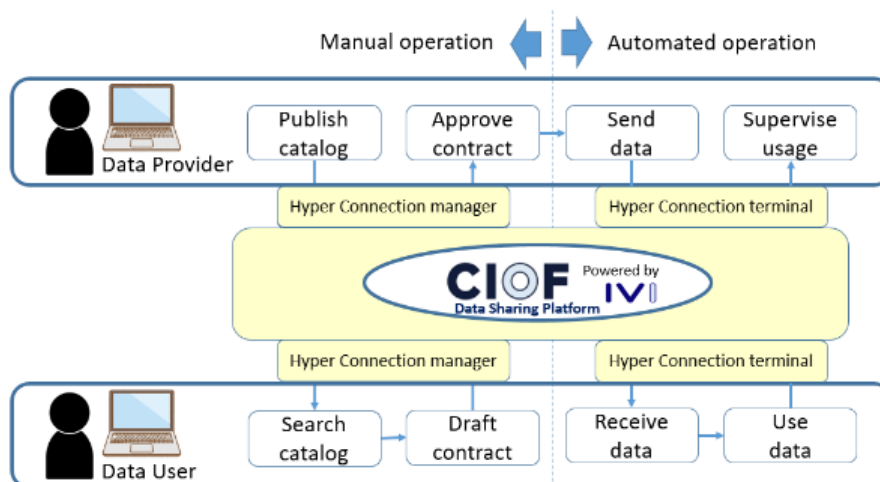 Manual operation
Automated operation
Data Provider
Publish
catalog
Approve
contract
Send
data
Supervise
usage
Hyper Connection manager
Hyper Connection terminal
CIOF
Powered by
IVI
Data Sharing Platform
Hyper Connection manager
Hyper Connection terminal
Data User
Search
catalog
Draft
contract
Receive
data
Use
data